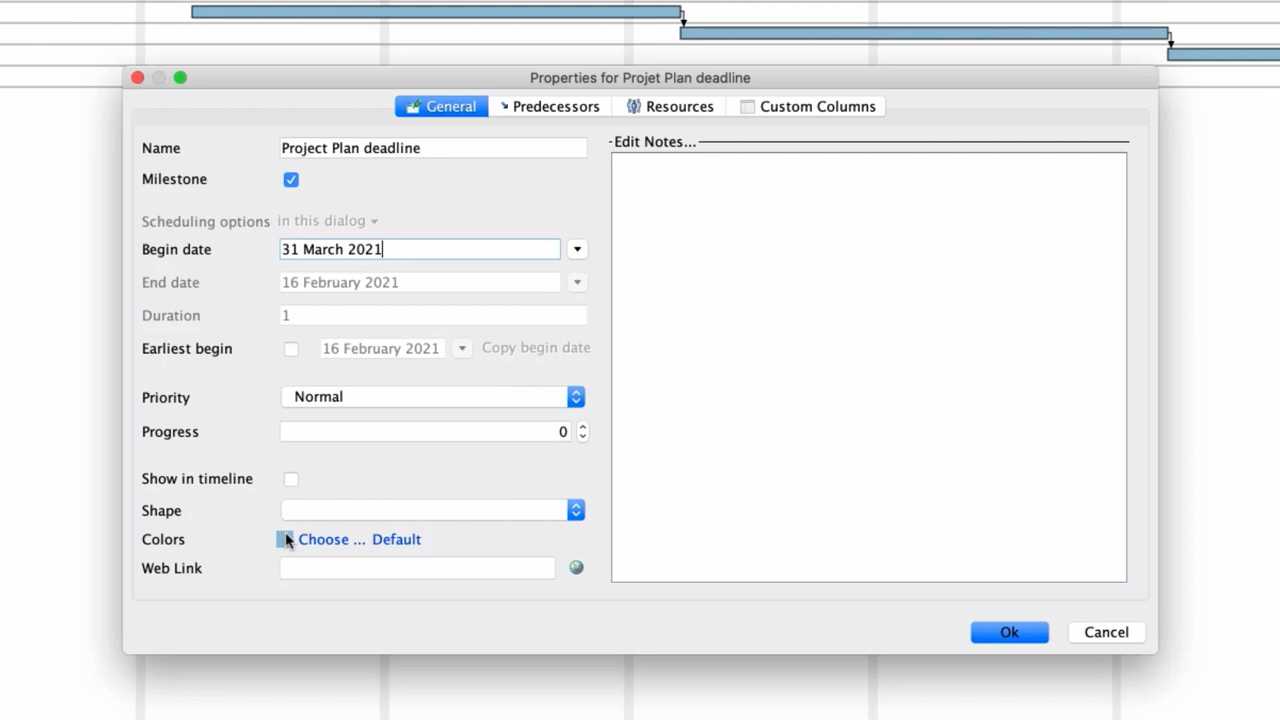 Properties for Projet Plan deadline
General Predecessors Resources Custom Columns
Name Project Plan deadline
Edit Notes...
Milestone
Scheduling options in this dialog
Begin date 31 March 2021
End date 16 February 2021
Duration 1
Earliest begin 16 February 2021 Copy begin date
Priority Normal
Progress 0
Show in timeline
Shape
Colors Choose ... Default
Web Link
Ok Cancel